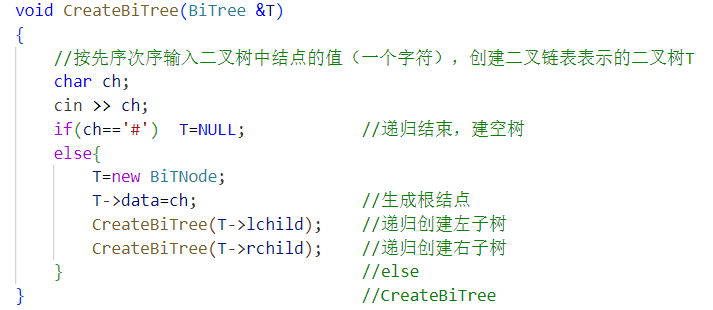 void CreateBiTree(BiTree &T)
{
//按先序次序输入二叉树中结点的值（一个字符），创建二叉链表表示的二叉树T
char ch;
cin >> ch;
if(ch=='#')  T=NULL;            //递归结束，建空树
else{
T=new BiTNode;
T->data=ch;                 //生成根结点
CreateBiTree(T->lchild);    //递归创建左子树
CreateBiTree(T->rchild);    //递归创建右子树
}                               //else
}                                   //CreateBiTree